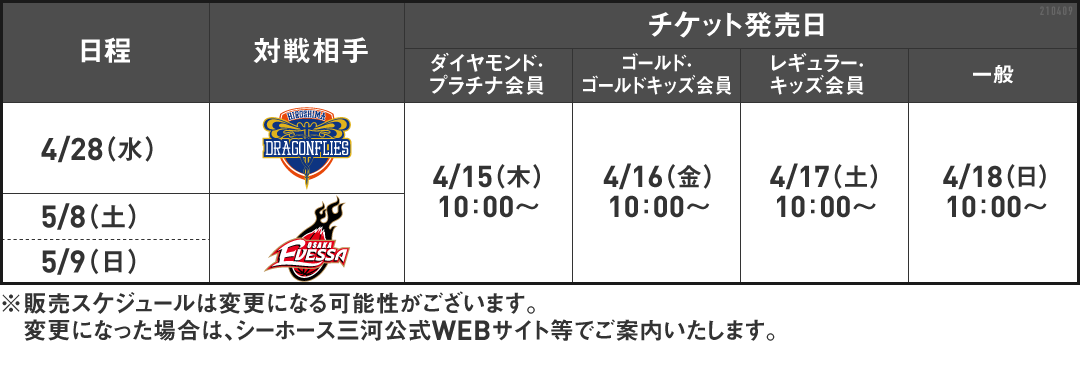 210409
日程
対戦相手
チケット発売日
ダイヤモンド・
プラチナ会員
ゴールド・
ゴールドキッズ会員
レギュラー・
キッズ会員
一般
4/28（水）
HIROSHIMA
DRAGONFLIES
5/8（土）
5/9（日）
EVESSA
4/15（木）
10：00～
4/16（金）
10：00～
4/17（土）
10：00～
4/18（日）
10：00～
※販売スケジュールは変更になる可能性がございます。
変更になった場合は、シーホース三河公式WEBサイト等でご案内いたします。